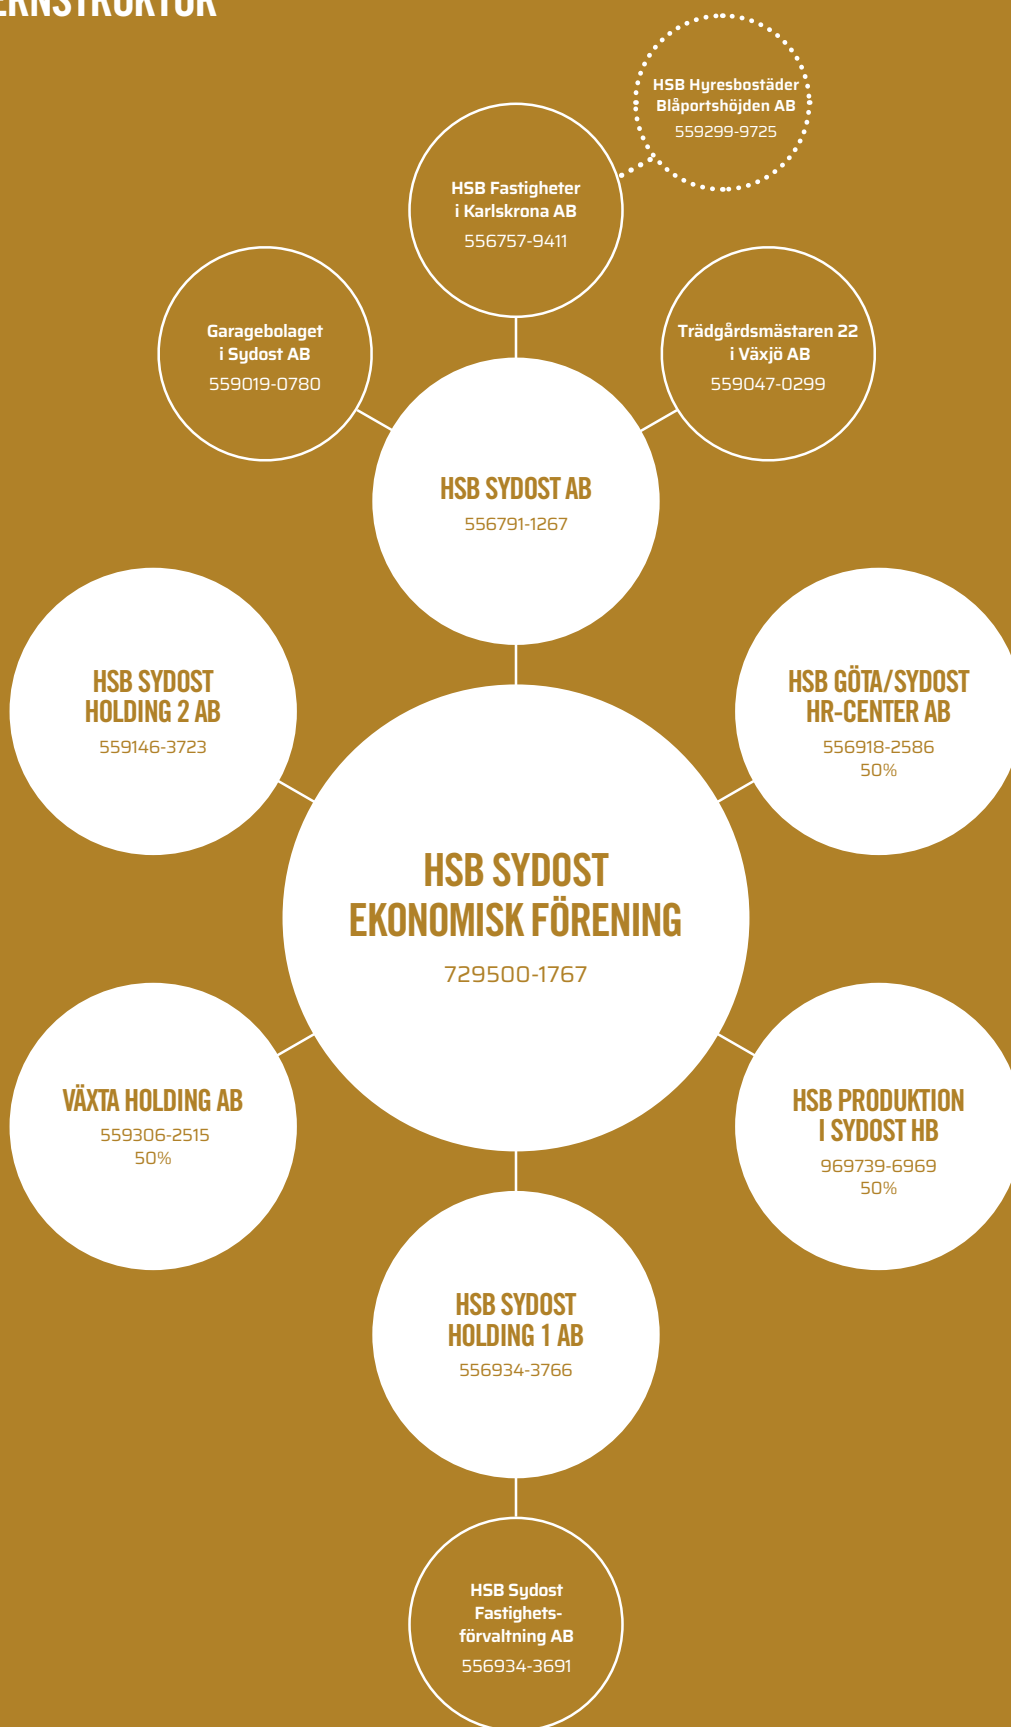 HSB Hyresbostäder
Blåportshöjden AB
559299-9725
HSB Fastigheter
i Karlskrona AB
556757-9411
Garagebolaget
i Sydost AB
559019-0780
Trädgårdsmästaren 22
i Växjö AB
559047-0299
HSB SYDOST AB
556791-1267
HSB SYDOST
HOLDING 2 AB
559146-3723
HSB GÖTA/SYDOST
HR-CENTER AB
556918-2586
50%
HSB SYDOST
EKONOMISK FÖRENING
729500-1767
VÄXTA HOLDING AB
559306-2515
50%
HSB PRODUKTION
I SYDOST HB
969739-6969
50%
HSB SYDOST
HOLDING 1 AB
556934-3766
HSB Sydost
Fastighets-
förvaltning AB
556934-3691